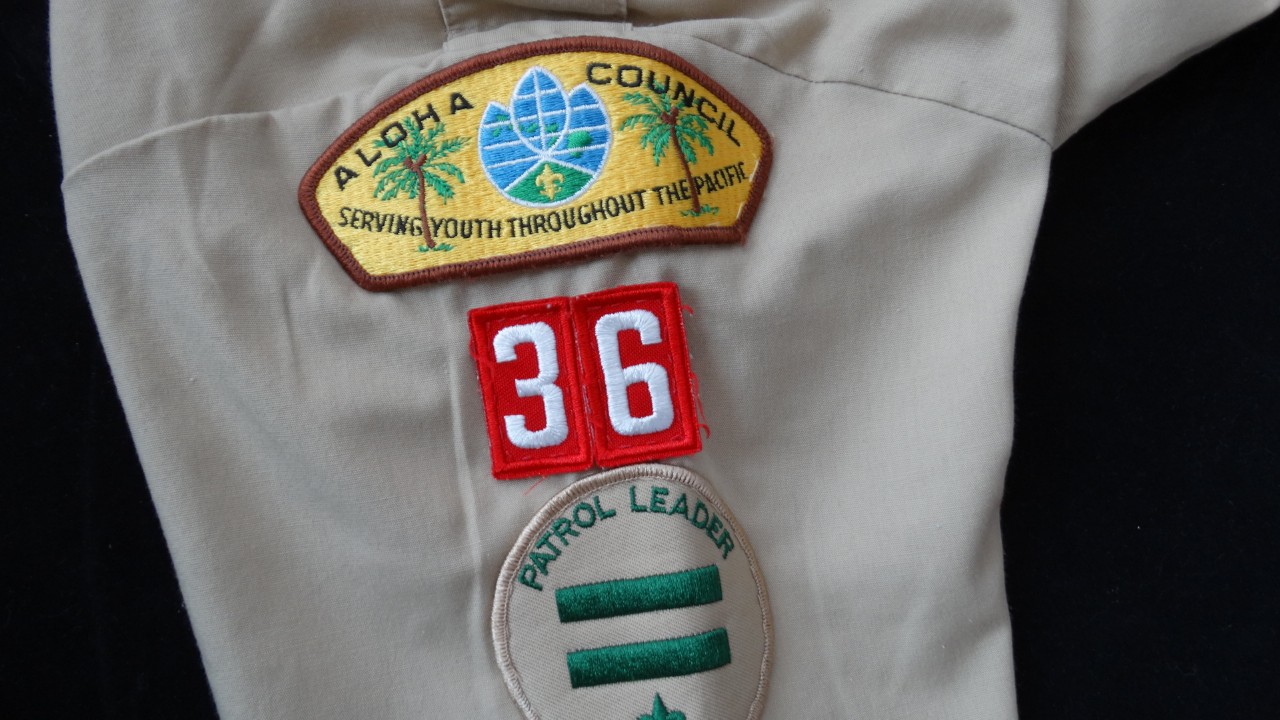 ALOHA COUNCIL
SERVING YOUTH THROUGHOUT THE PACIFIC
36
PATROL LEADER